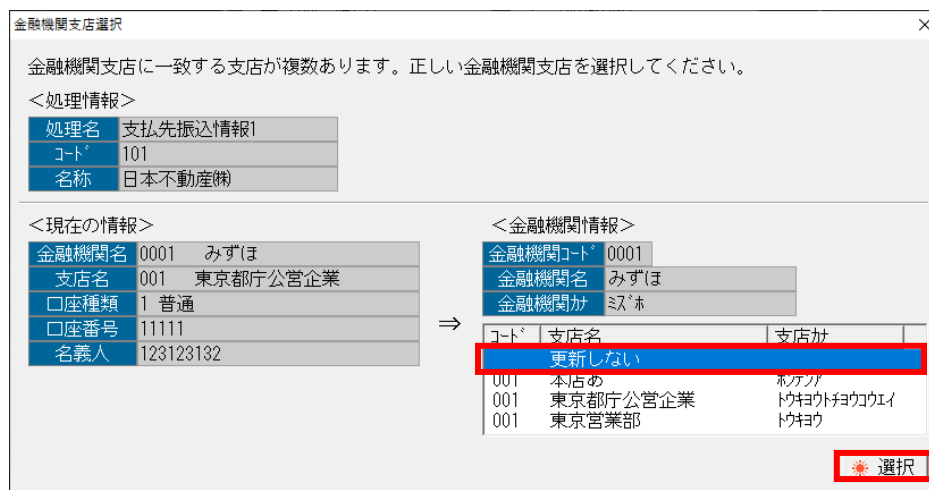 金融機関支店選択
金融機関支店に一致する支店が複数あります。正しい金融機関支店を選択してください。
＜処理情報＞
処理名 支払先振込情報1
ｺｰﾄﾞ 101
名称 日本不動産㈱
＜現在の情報＞
金融機関名 0001 みずほ
支店名 001 東京都庁公営企業
口座種類 1 普通
口座番号 11111
名義人 123123132
⇒
＜金融機関情報＞
金融機関ｺｰﾄﾞ 0001
金融機関名 みずほ
金融機関ｶﾅ ﾐｽﾞﾎ
ｺｰﾄﾞ 支店名 支店ｶﾅ
更新しない
001 本店あ ﾎﾝﾃﾝｱ
001 東京都庁公営企業 ﾄｳｷｮｳﾄﾁｮｳｺｳｴｲ
001 東京営業部 ﾄｳｷｮｳ
選択